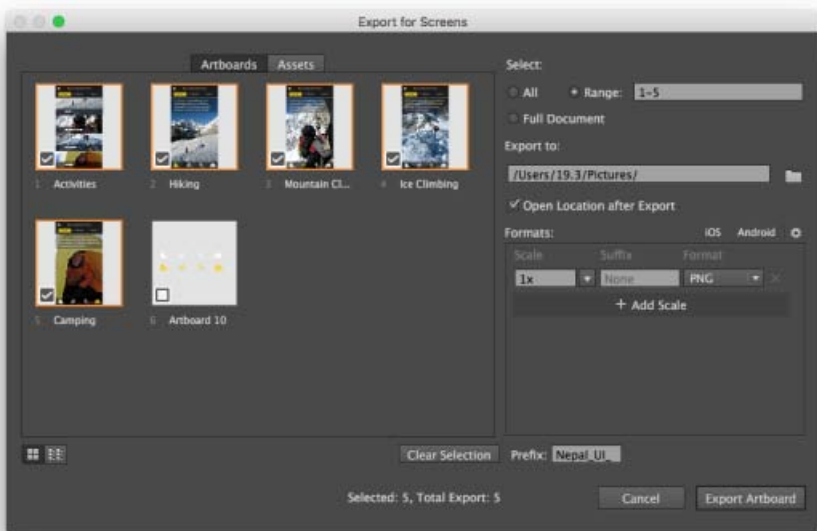 Export for Screens
Artboards Assets
1 Activities
2 Hiking
3 Mountain Cl...
4 Ice Climbing
5 Camping
6 Artboard 10
Clear Selection
Select:
All Range: 1-5
Full Document
Export to:
/Users/19.3/Pictures/
Open Location after Export
Formats: iOS Android
Scale Suffix Format
1x None PNG
+ Add Scale
Prefix: Nepal_UI_
Selected: 5, Total Export: 5
Cancel Export Artboard